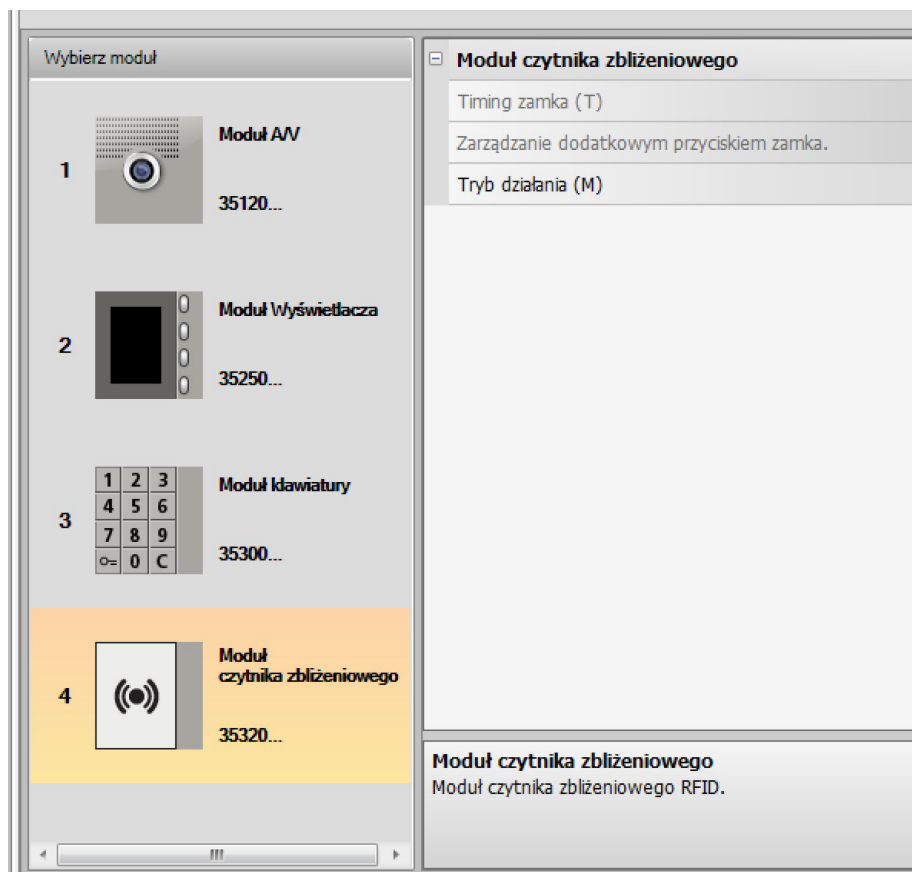 Wybierz moduł
1
Moduł A/V
35120...
2
Moduł Wyświetlacza
35250...
1 2 3
4 5 6
7 8 9
0 C
3
Moduł klawiatury
35300...
4
Moduł
czytnika zbliżeniowego
35320...
Moduł czytnika zbliżeniowego
Timing zamka (T)
Zarządzanie dodatkowym przyciskiem zamka.
Tryb działania (M)
Moduł czytnika zbliżeniowego
Moduł czytnika zbliżeniowego RFID.